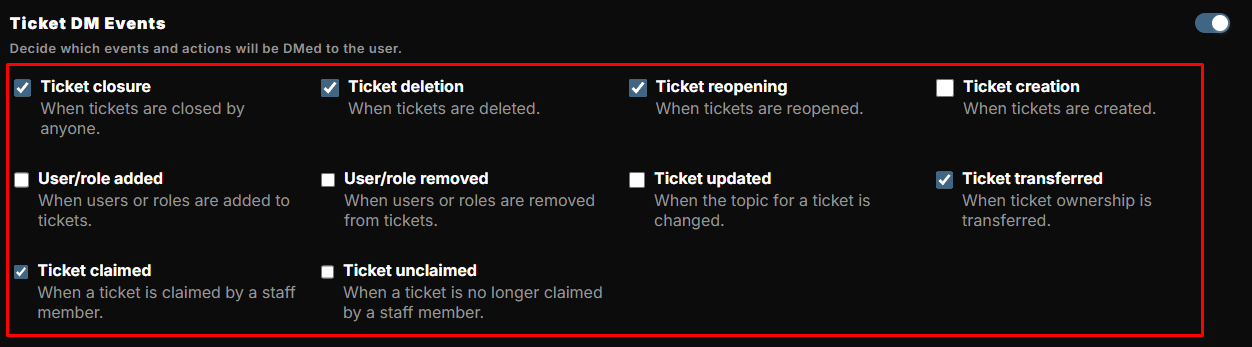 Ticket DM Events
Decide which events and actions will be DMed to the user.
Ticket closure
When tickets are closed by
anyone.
Ticket deletion
When tickets are deleted.
Ticket reopening
When tickets are reopened.
Ticket creation
When tickets are created.
User/role added
When users or roles are added to
tickets.
User/role removed
When users or roles are removed
from tickets.
Ticket updated
When the topic for a ticket is
changed.
Ticket transferred
When ticket ownership is
transferred.
Ticket claimed
When a ticket is claimed by a staff
member.
Ticket unclaimed
When a ticket is no longer claimed
by a staff member.